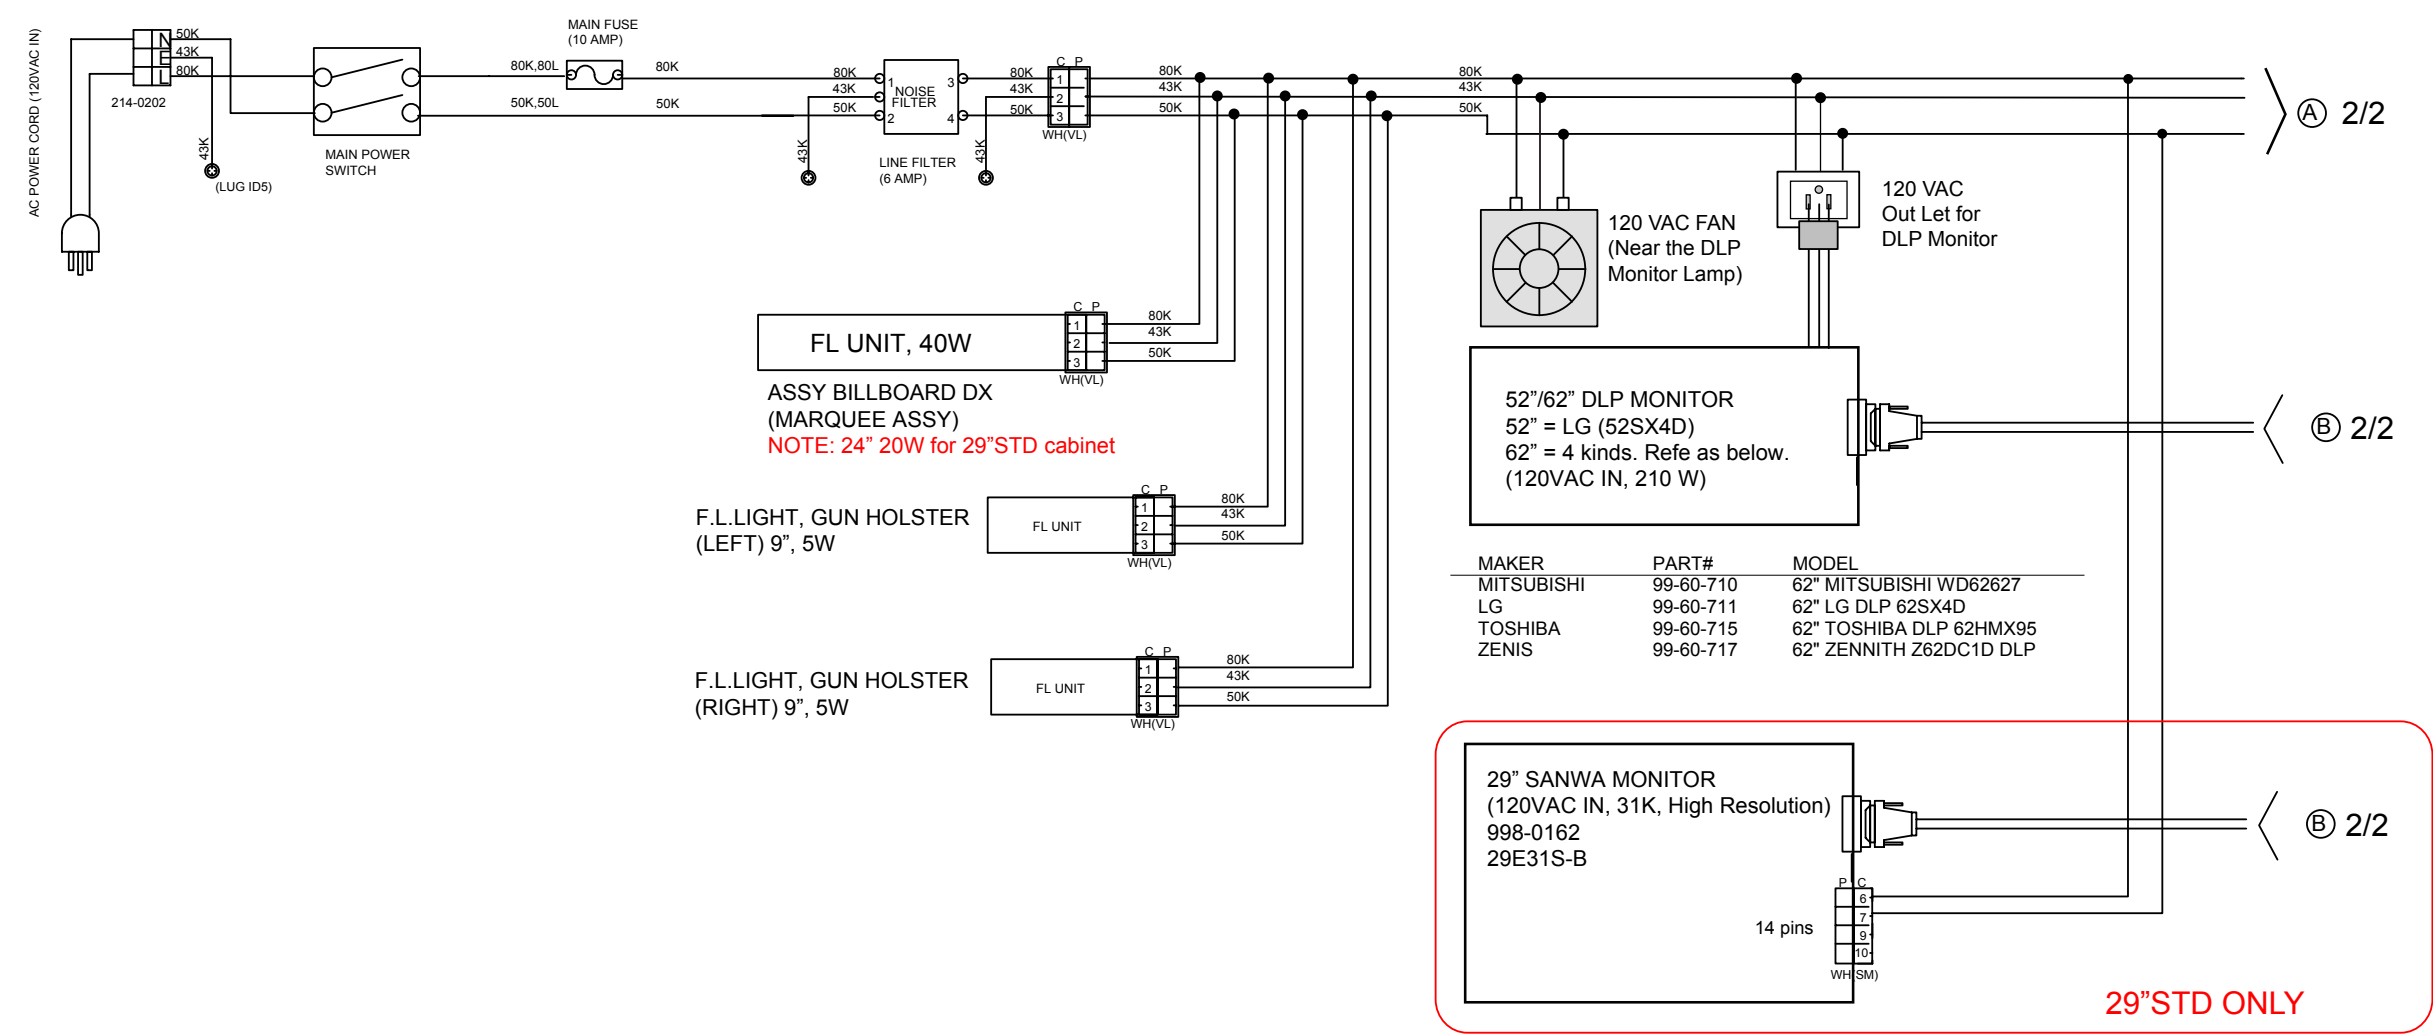 AC POWER CORD (120VAC IN)
N
E
L
50K
43K
80K
214-0202
43K
(LUG ID5)
MAIN POWER
SWITCH
MAIN FUSE
(10 AMP)
80K,80L
80K
50K,50L
50K
80K
43K
50K
43K
1
2
3
4
NOISE
FILTER
LINE FILTER
(6 AMP)
80K
43K
50K
43K
C P
1
2
3
WH(VL)
80K
43K
50K
80K
43K
50K
A 2/2
120 VAC FAN
(Near the DLP
Monitor Lamp)
120 VAC
Out Let for
DLP Monitor
FL UNIT, 40W
C P
1
2
3
WH(VL)
80K
43K
50K
ASSY BILLBOARD DX
(MARQUEE ASSY)
NOTE: 24” 20W for 29”STD cabinet
F.L.LIGHT, GUN HOLSTER
(LEFT) 9”, 5W
FL UNIT
C P
1
2
3
WH(VL)
80K
43K
50K
F.L.LIGHT, GUN HOLSTER
(RIGHT) 9”, 5W
FL UNIT
C P
1
2
3
WH(VL)
80K
43K
50K
52”/62” DLP MONITOR
52” = LG (52SX4D)
62” = 4 kinds. Refe as below.
(120VAC IN, 210 W)
B 2/2
MAKER PART# MODEL
MITSUBISHI 99-60-710 62" MITSUBISHI WD62627
LG 99-60-711 62" LG DLP 62SX4D
TOSHIBA 99-60-715 62" TOSHIBA DLP 62HMX95
ZENIS 99-60-717 62" ZENNITH Z62DC1D DLP
29” SANWA MONITOR
(120VAC IN, 31K, High Resolution)
998-0162
29E31S-B
B 2/2
14 pins
P C
6
7
9
10
WH(SM)
29”STD ONLY